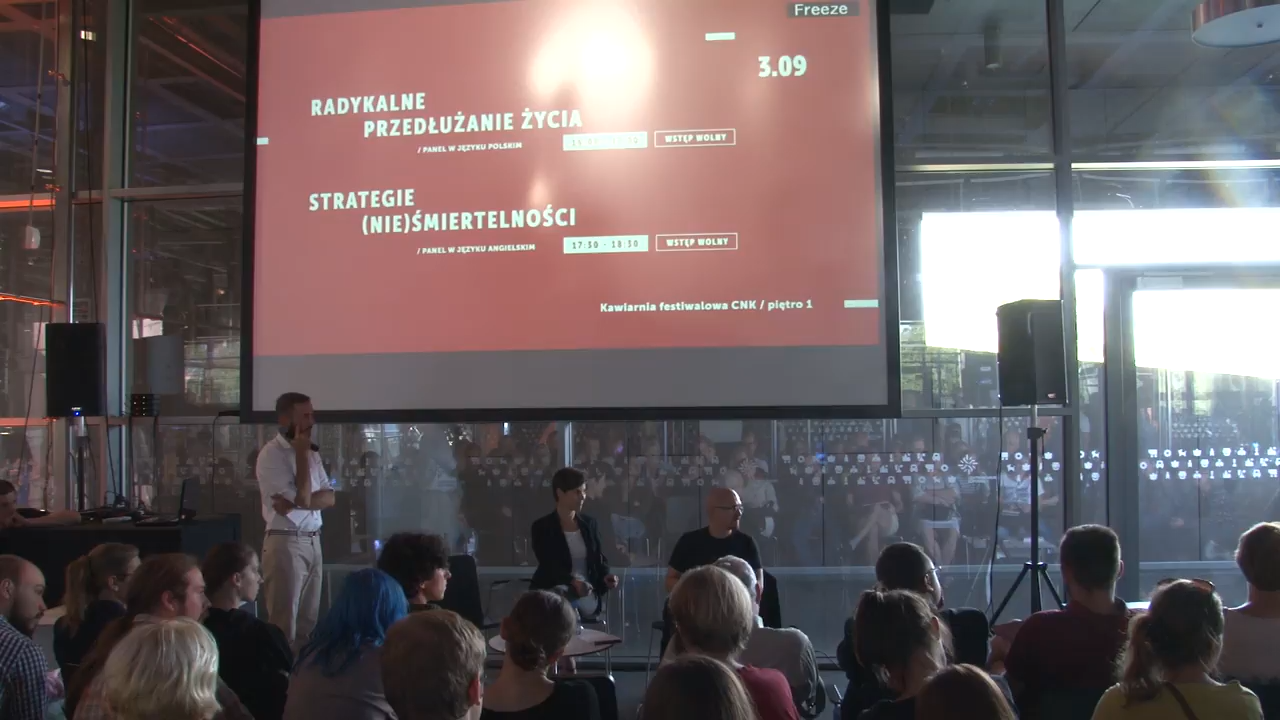 Freeze
3.09
RADYKALNE
PRZEDŁUŻANIE ŻYCIA
/ PANEL W JĘZYKU POLSKIM
WSTĘP WOLNY
STRATEGIE
(NIE)ŚMIERTELNOŚCI
/ PANEL W JĘZYKU ANGIELSKIM
17:30 - 18:30
WSTĘP WOLNY
Kawiarnia festiwalowa CNK / piętro 1